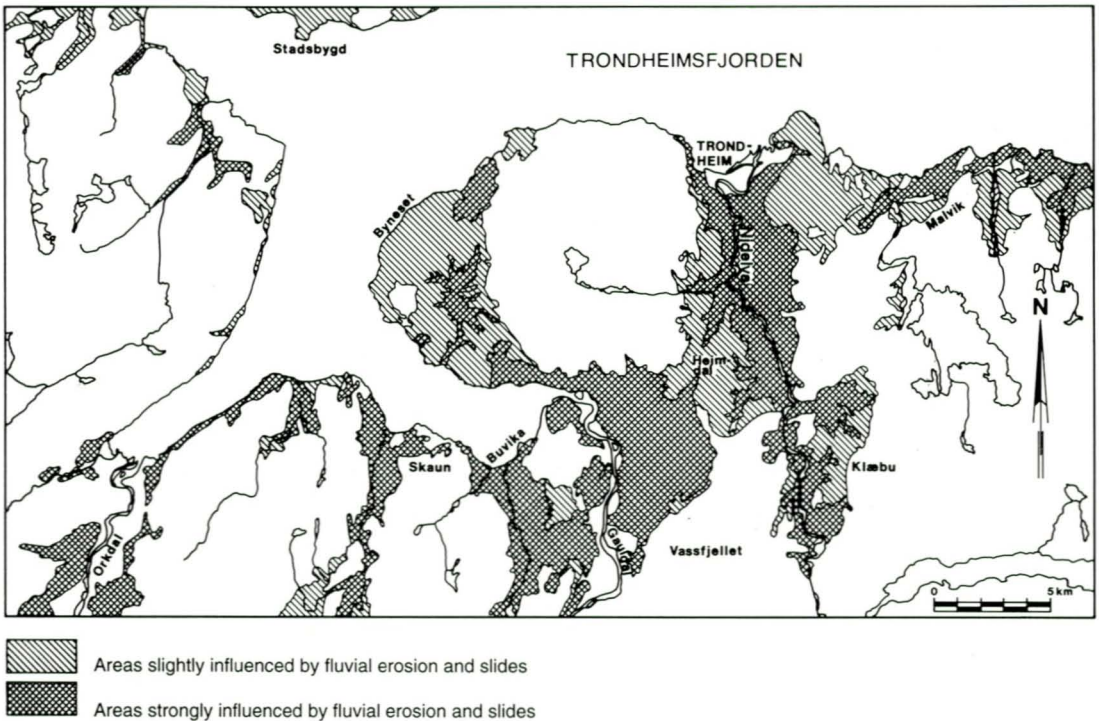 Stadsbygd
TRONDHEIMSFJORDEN
TROND-
HEIM
Byneset
Nidelva
Malvik
N
Heim
dal
Buvika
Skaun
Klæbu
Orkdal
Gaulelva
Vassfjellet
0 5 km
Areas slightly influenced by fluvial erosion and slides
Areas strongly influenced by fluvial erosion and slides